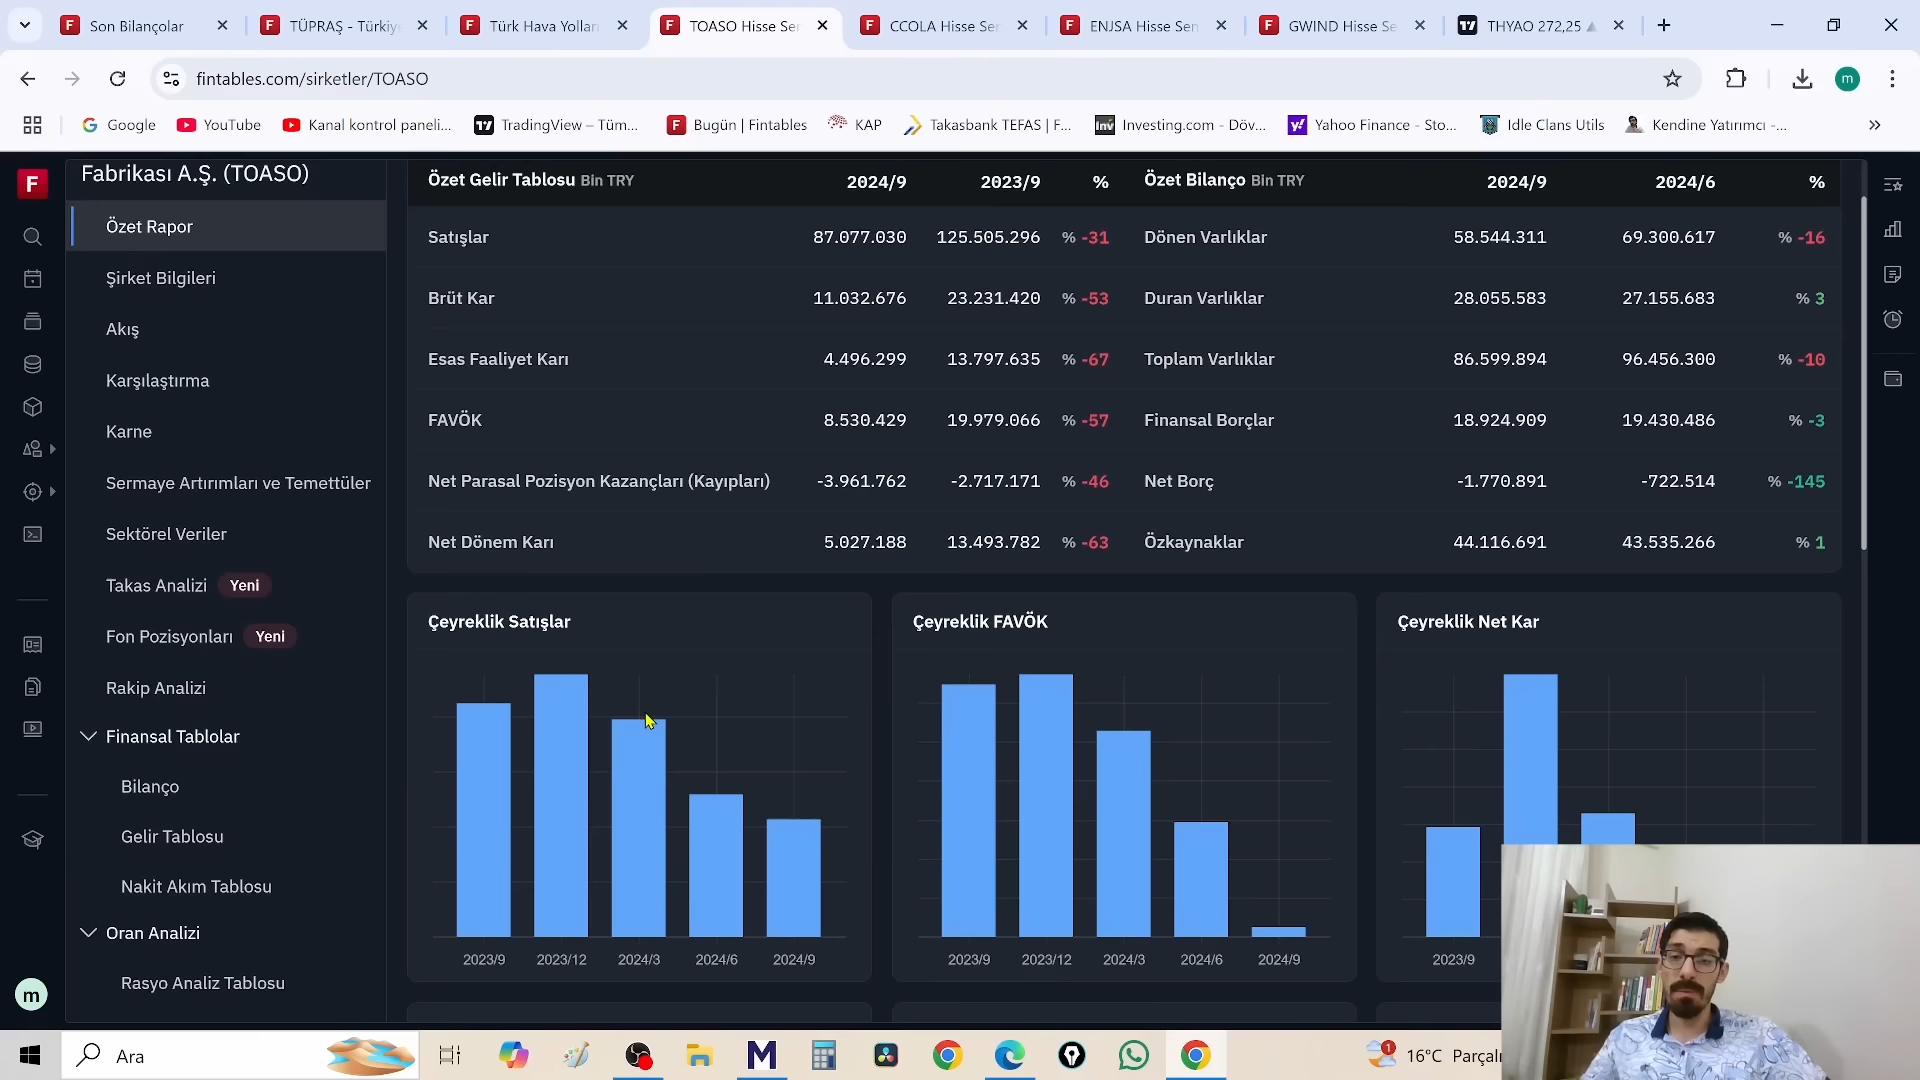 Son Bilançolar
TÜPRAŞ - Türkiye
Türk Hava Yolları
TOASO Hisse Sen
CCOLA Hisse Sen
ENJSA Hisse Sen
GWIND Hisse Se
THYAO 272,25
fintables.com/sirketler/TOASO
m
Google
YouTube
Kanal kontrol paneli...
TradingView – Tüm...
Bugün | Fintables
KAP
Takasbank TEFAS | F...
Investing.com - Döv...
Yahoo Finance - Sto...
Idle Clans Utils
Kendine Yatırımcı -...
Fabrikası A.Ş. (TOASO)
Özet Rapor
Şirket Bilgileri
Akış
Karşılaştırma
Karne
Sermaye Artırımları ve Temettüler
Sektörel Veriler
Takas Analizi Yeni
Fon Pozisyonları Yeni
Rakip Analizi
Finansal Tablolar
Bilanço
Gelir Tablosu
Nakit Akım Tablosu
Oran Analizi
Rasyo Analiz Tablosu
m
Özet Gelir Tablosu Bin TRY 2024/9 2023/9 %
Satışlar 87.077.030 125.505.296 % -31
Brüt Kar 11.032.676 23.231.420 % -53
Esas Faaliyet Karı 4.496.299 13.797.635 % -67
FAVÖK 8.530.429 19.979.066 % -57
Net Parasal Pozisyon Kazançları (Kayıpları) -3.961.762 -2.717.171 % -46
Net Dönem Karı 5.027.188 13.493.782 % -63
Özet Bilanço Bin TRY 2024/9 2024/6 %
Dönen Varlıklar 58.544.311 69.300.617 % -16
Duran Varlıklar 28.055.583 27.155.683 % 3
Toplam Varlıklar 86.599.894 96.456.300 % -10
Finansal Borçlar 18.924.909 19.430.486 % -3
Net Borç -1.770.891 -722.514 % -145
Özkaynaklar 44.116.691 43.535.266 % 1
Çeyreklik Satışlar
2023/9 2023/12 2024/3 2024/6 2024/9
Çeyreklik FAVÖK
2023/9 2023/12 2024/3 2024/6 2024/9
Çeyreklik Net Kar
2023/9
Ara
1
16°C Parçalı